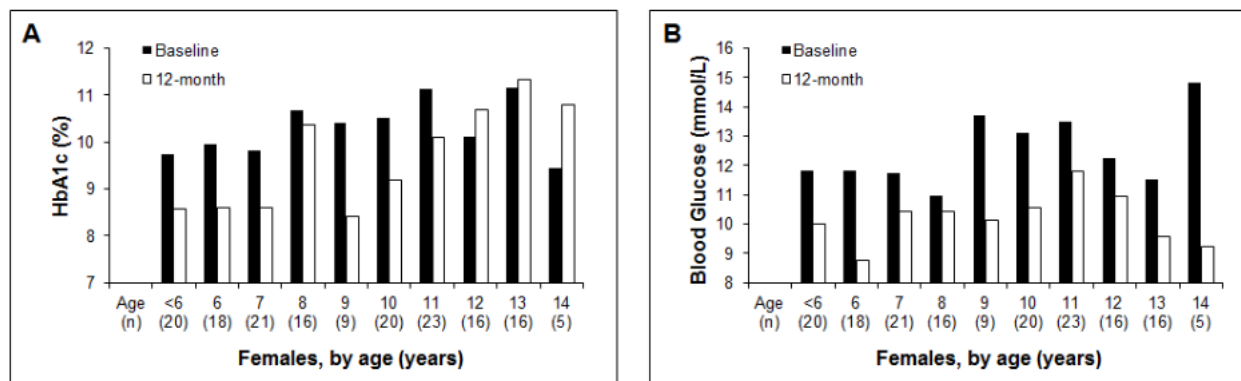 A
Baseline
12-month
HbA1c (%)
12
11
10
9
8
7
Age <6 6 7 8 9 10 11 12 13 14
(n) (20) (18) (21) (16) (9) (20) (23) (16) (16) (5)
Females, by age (years)
B
Baseline
12-month
Blood Glucose (mmol/L)
16
15
14
13
12
11
10
9
8
Age <6 6 7 8 9 10 11 12 13 14
(n) (20) (18) (21) (16) (9) (20) (23) (16) (16) (5)
Females, by age (years)